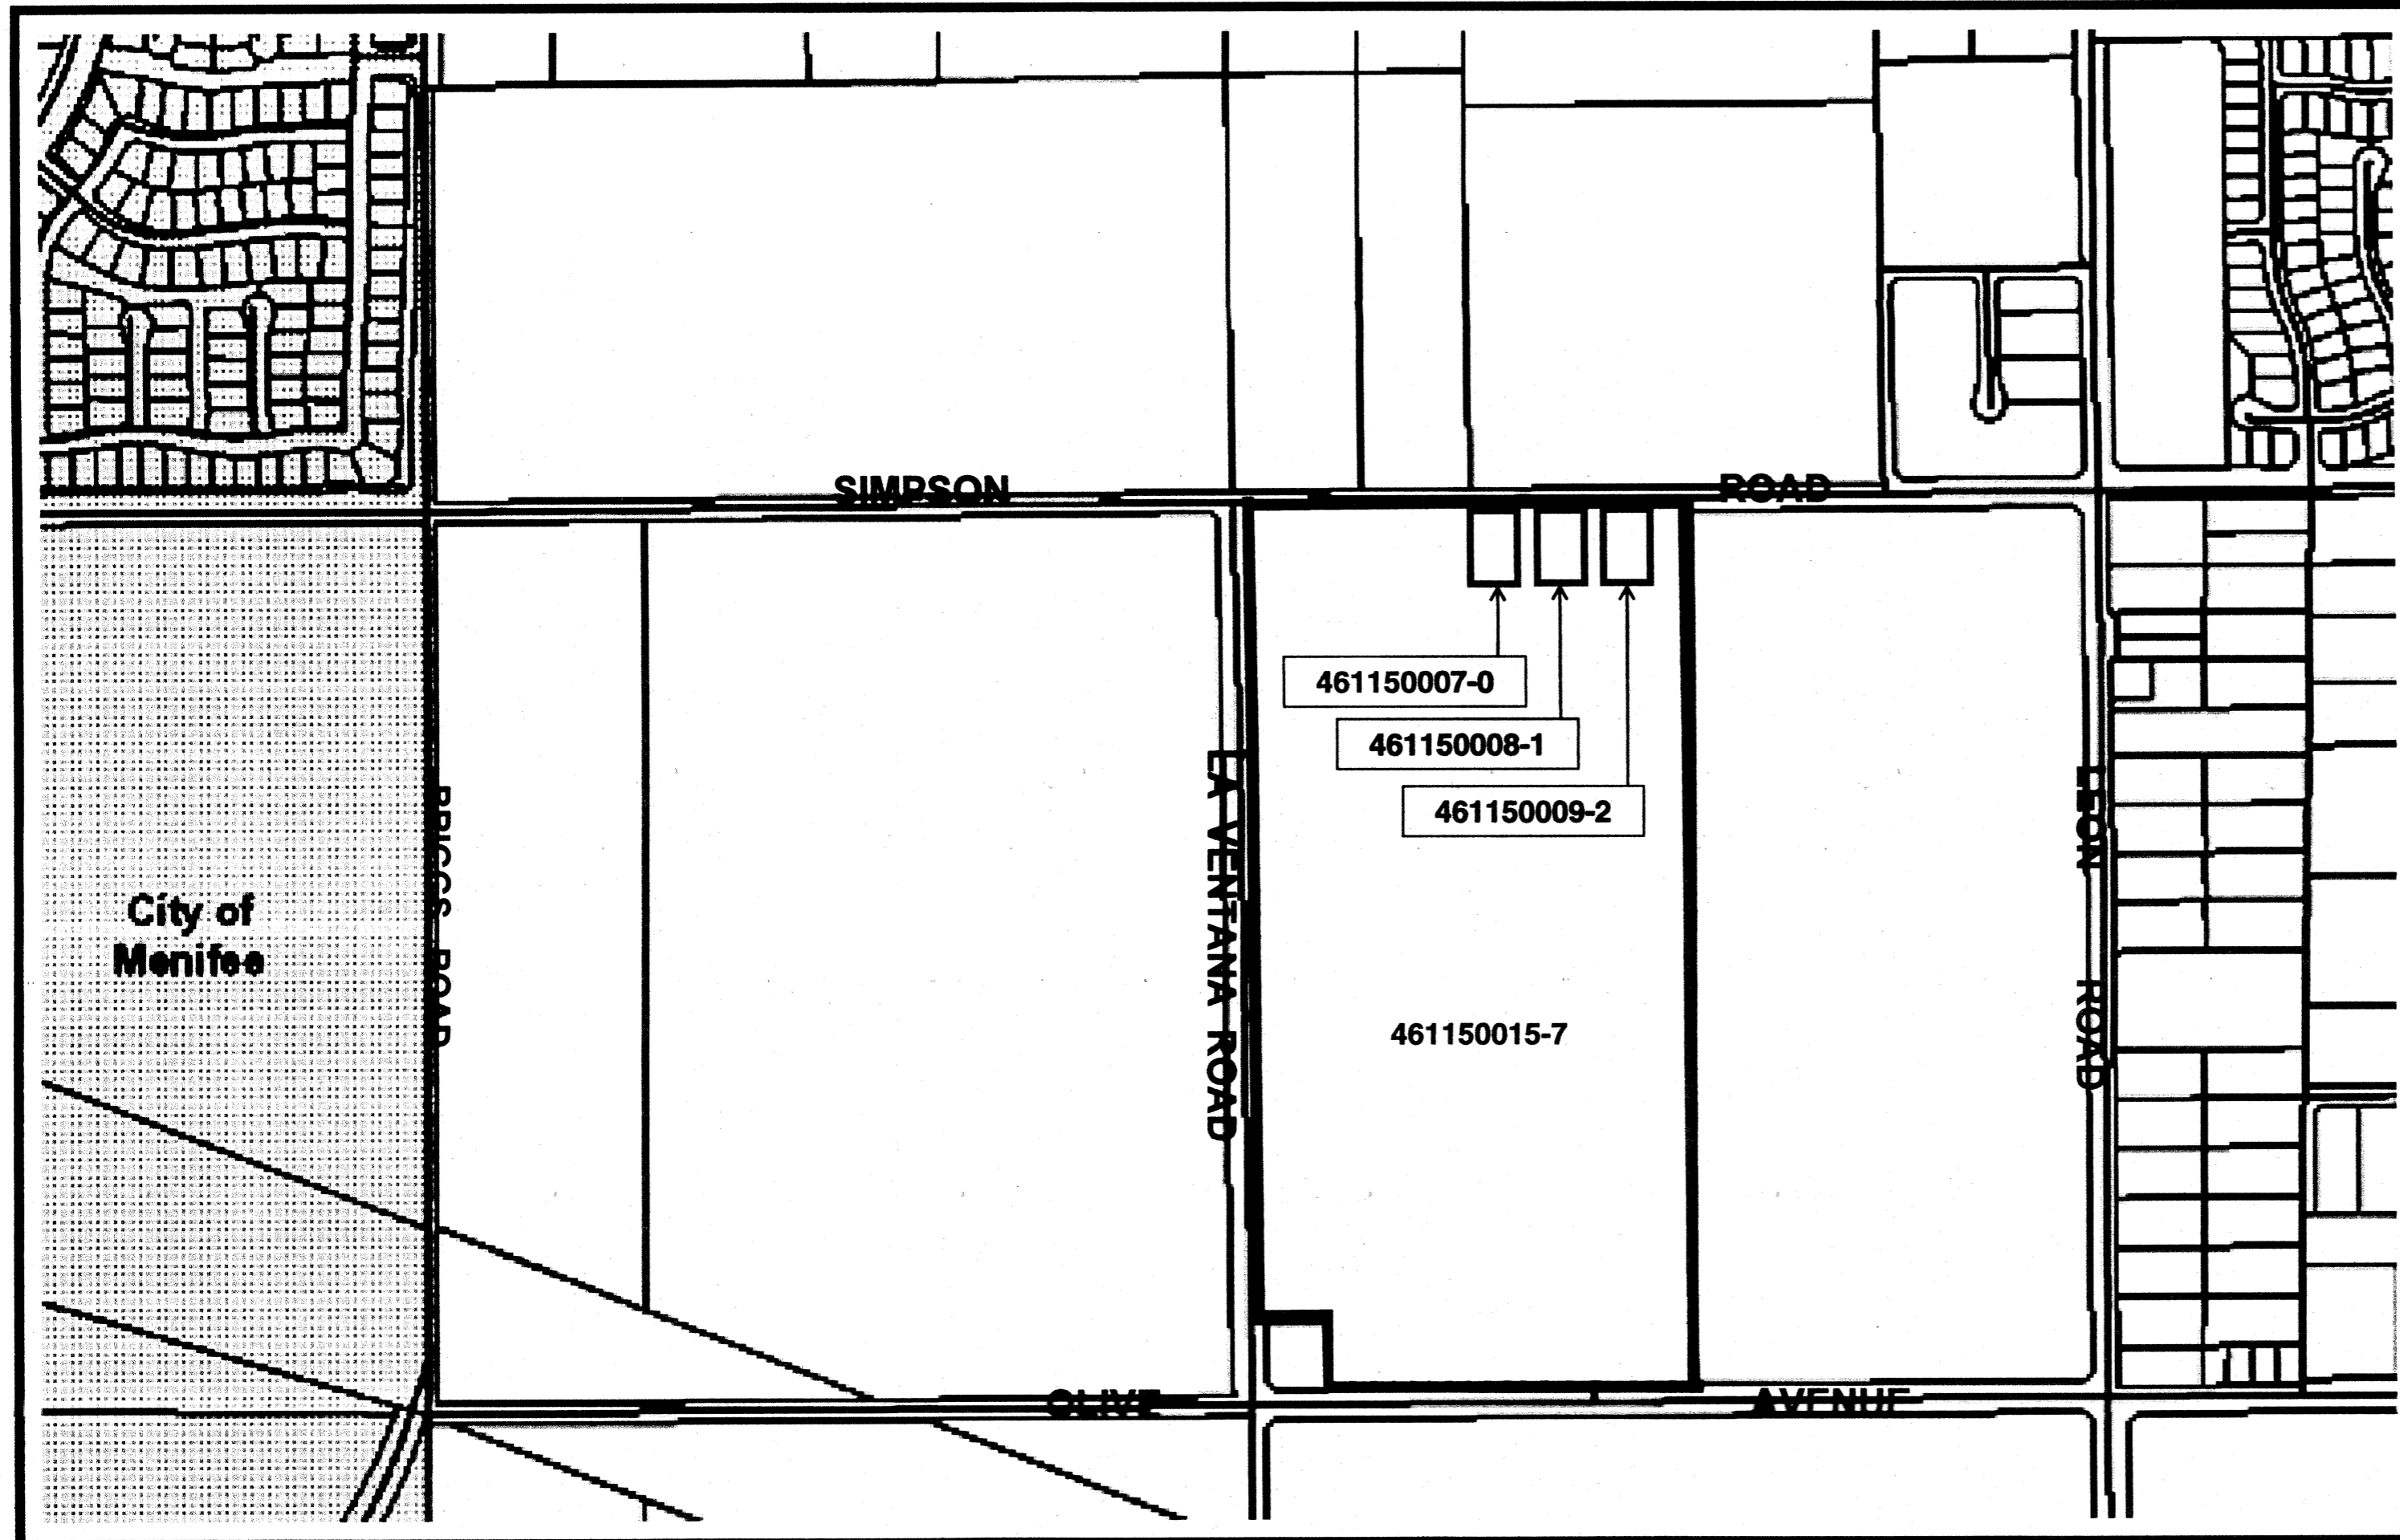 SIMPSON ROAD
461150007-0
461150008-1
461150009-2
BRIGGS ROAD
LA VENTANA ROAD
LEON ROAD
City of
Menifee
461150015-7
OLIVE AVENUE